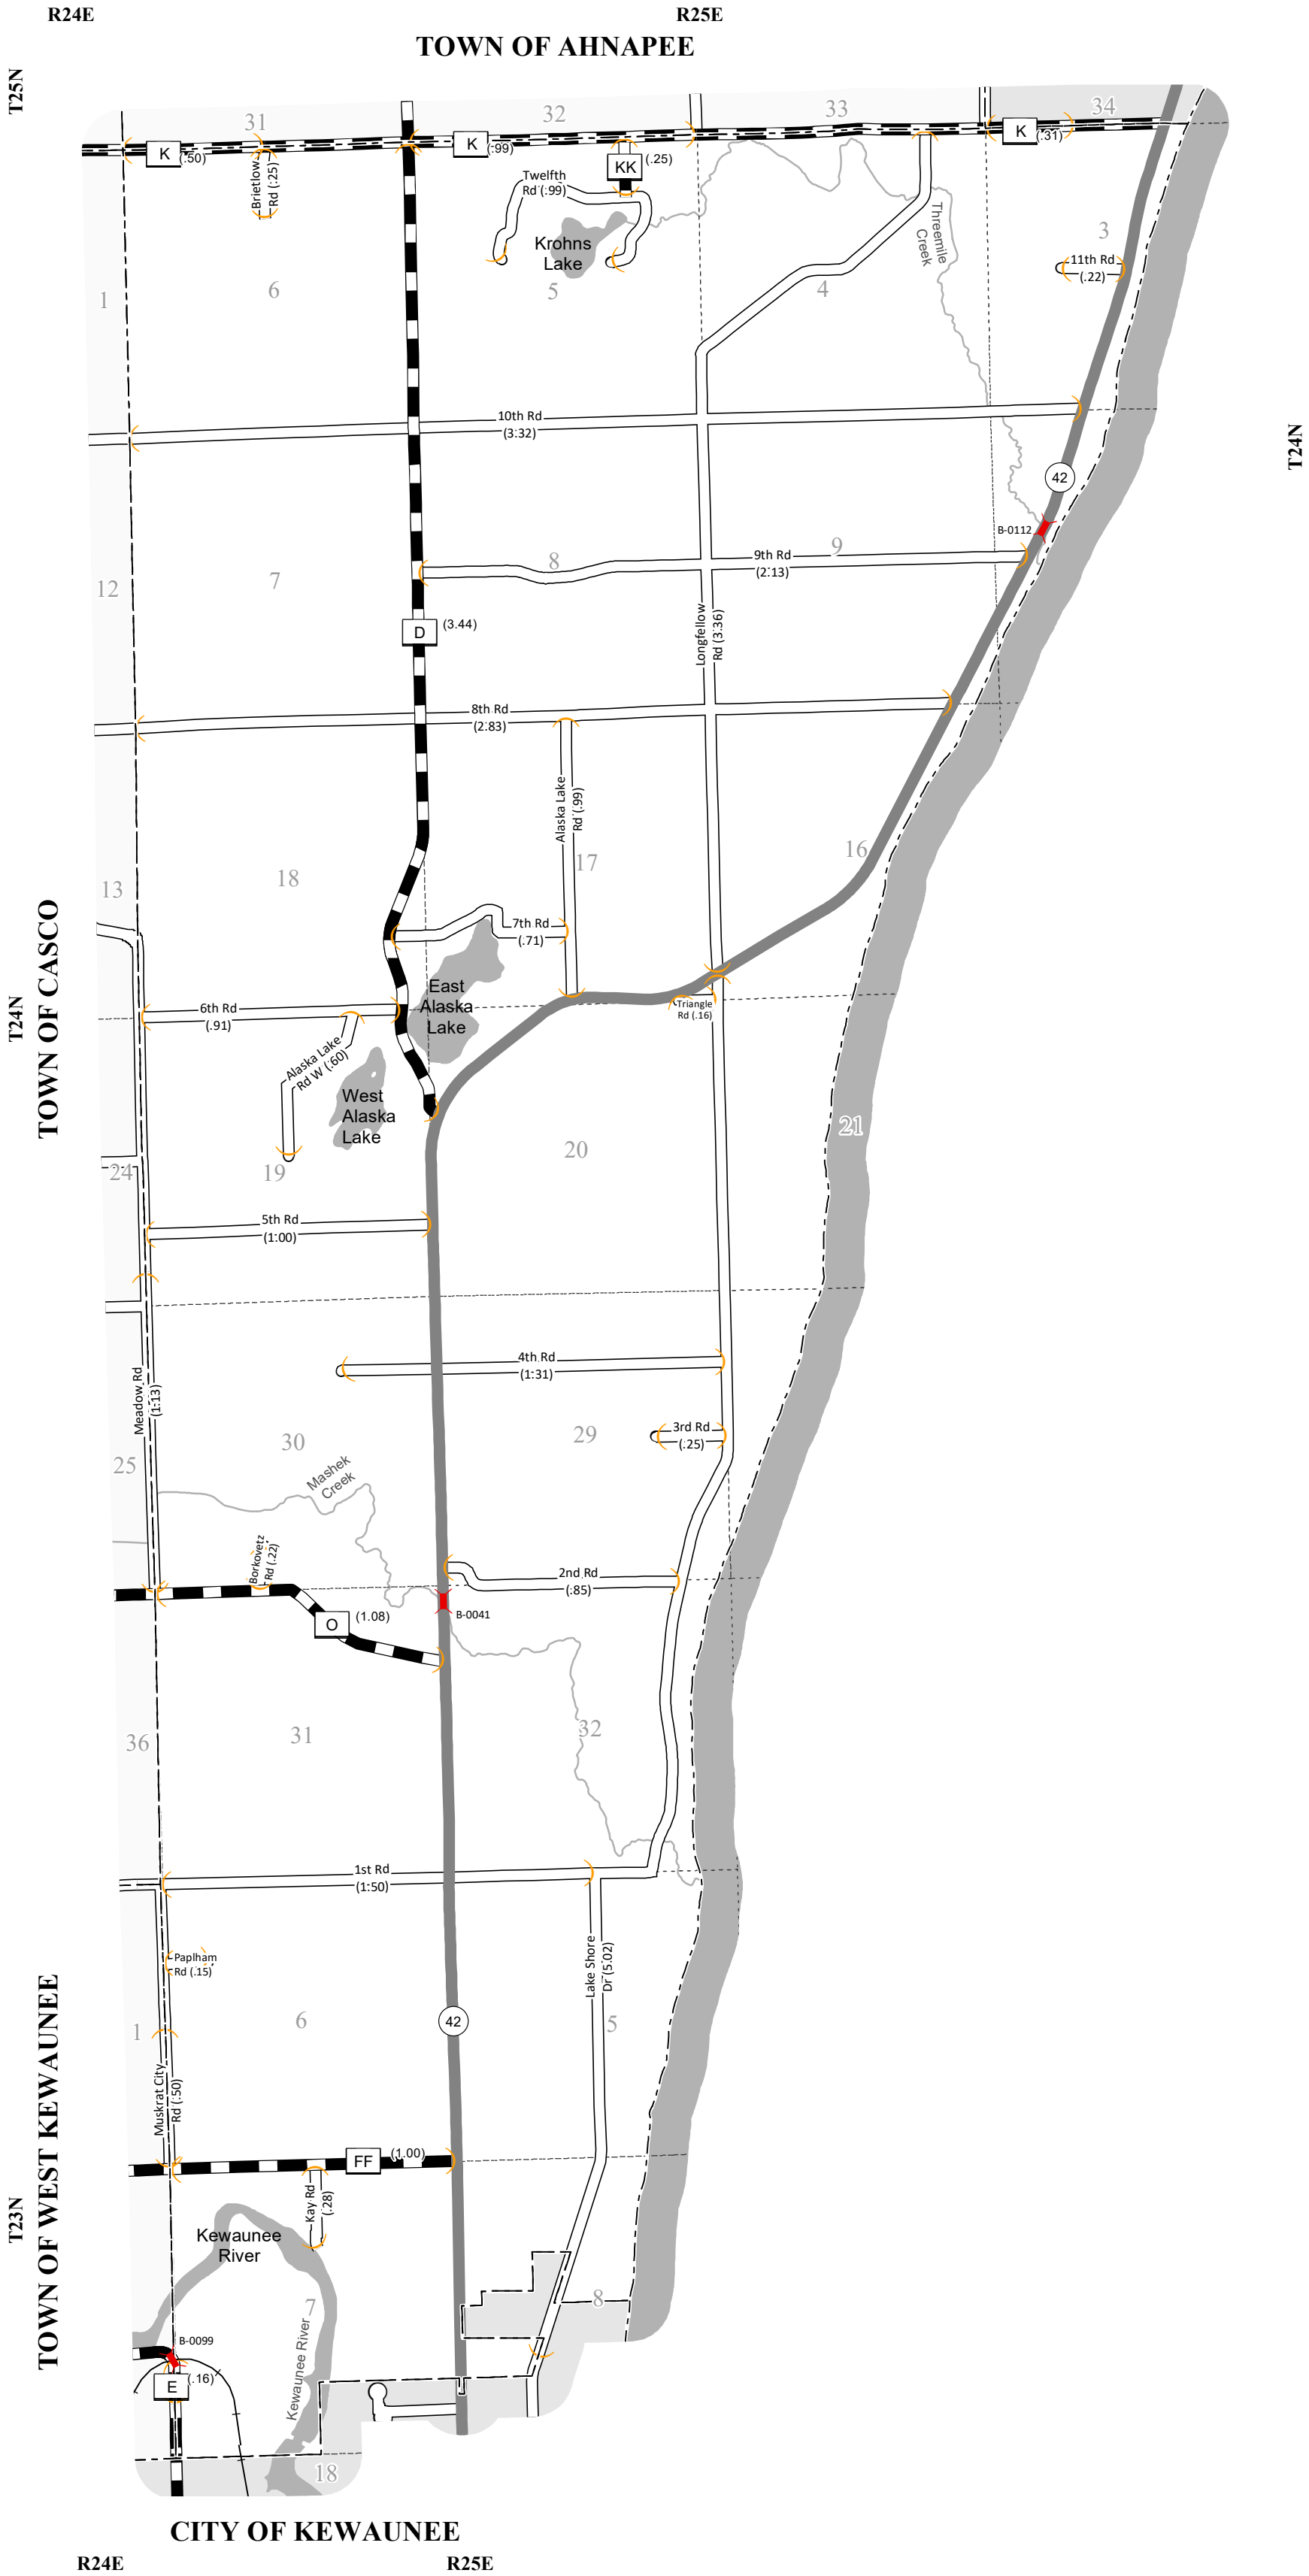 R24E
R25E
TOWN OF AHNAPEE
T25N
31
32
33
34
K
(.50)
K
(.99)
K
(.31)
KK
(.25)
Brietlow
Rd (.25)
Twelfth
Rd (.99)
Krohns
Lake
Threemile
Creek
3
11th Rd
(.22)
1
6
5
4
10th Rd
(3.32)
T24N
42
B-0112
9th Rd
(2.13)
12
7
8
9
D
(3.44)
Longfellow
Rd (3.36)
8th Rd
(2.83)
Alaska Lake
Rd (.99)
13
18
17
16
7th Rd
(.71)
TOWN OF CASCO
T24N
East
Alaska
Lake
6th Rd
(.91)
Triangle
Rd (.16)
Alaska Lake
Rd W (.60)
West
Alaska
Lake
24
19
20
21
5th Rd
(1.00)
4th Rd
(1.31)
Meadow Rd
(1.13)
3rd Rd
(.25)
25
30
29
Mashek
Creek
Borkovetz
Rd (.22)
2nd Rd
(.85)
O
(1.08)
B-0041
36
31
32
1st Rd
(1.50)
Paplham
Rd (.15)
Lake Shore
Dr (5.02)
1
6
42
5
Muskrat City
Rd (.50)
TOWN OF WEST KEWAUNEE
T23N
FF
(1.00)
Kay Rd
(.28)
Kewaunee
River
7
8
Kewaunee River
B-0099
E
(.16)
18
CITY OF KEWAUNEE
R24E
R25E